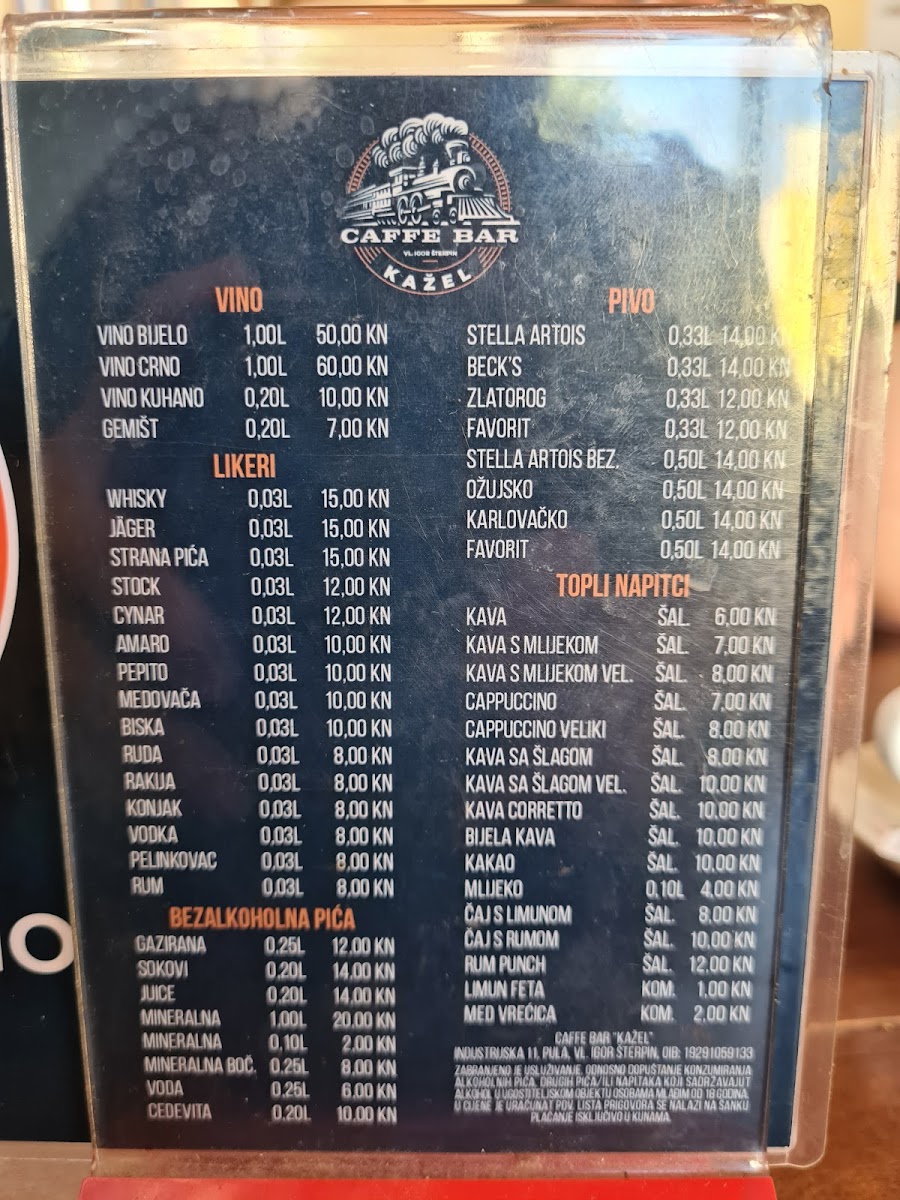 CAFFE BAR
VL. IGOR ŠTERPIN
KAŽEL
VINO
VINO BIJELO 1,00L 50,00 KN
VINO CRNO 1,00L 60,00 KN
VINO KUHANO 0,20L 10,00 KN
GEMIŠT 0,20L 7,00 KN
LIKERI
WHISKY 0,03L 15,00 KN
JÄGER 0,03L 15,00 KN
STRANA PIĆA 0,03L 15,00 KN
STOCK 0,03L 12,00 KN
CYNAR 0,03L 12,00 KN
AMARO 0,03L 10,00 KN
PEPITO 0,03L 10,00 KN
MEDOVAČA 0,03L 10,00 KN
BISKA 0,03L 10,00 KN
RUDA 0,03L 8,00 KN
RAKIJA 0,03L 8,00 KN
KONJAK 0,03L 8,00 KN
VODKA 0,03L 8,00 KN
PELINKOVAC 0,03L 8,00 KN
RUM 0,03L 8,00 KN
BEZALKOHOLNA PIĆA
GAZIRANA 0,25L 12,00 KN
SOKOVI 0,20L 14,00 KN
JUICE 0,20L 14,00 KN
MINERALNA 1,00L 20,00 KN
MINERALNA 0,10L 2,00 KN
MINERALNA BOČ. 0,25L 8,00 KN
VODA 0,25L 6,00 KN
CEDEVITA 0,20L 10,00 KN
PIVO
STELLA ARTOIS 0,33L 14,00 KN
BECK'S 0,33L 14,00 KN
ZLATOROG 0,33L 12,00 KN
FAVORIT 0,33L 12,00 KN
STELLA ARTOIS BEZ. 0,50L 14,00 KN
OŽUJSKO 0,50L 14,00 KN
KARLOVAČKO 0,50L 14,00 KN
FAVORIT 0,50L 14,00 KN
TOPLI NAPITCI
KAVA ŠAL. 6,00 KN
KAVA S MLIJEKOM ŠAL. 7,00 KN
KAVA S MLIJEKOM VEL. ŠAL. 8,00 KN
CAPPUCCINO ŠAL. 7,00 KN
CAPPUCCINO VELIKI ŠAL. 8,00 KN
KAVA SA ŠLAGOM ŠAL. 8,00 KN
KAVA SA ŠLAGOM VEL. ŠAL. 10,00 KN
KAVA CORRETTO ŠAL. 10,00 KN
BIJELA KAVA ŠAL. 10,00 KN
KAKAO ŠAL. 10,00 KN
MLIJEKO 0,10L 4,00 KN
ČAJ S LIMUNOM ŠAL. 8,00 KN
ČAJ S RUMOM ŠAL. 10,00 KN
RUM PUNCH ŠAL. 12,00 KN
LIMUN FETA KOM. 1,00 KN
MED VREĆICA KOM. 2,00 KN
CAFFE BAR "KAŽEL"
INDUSTRIJSKA 11, PULA, VL. IGOR ŠTERPIN, OIB: 19291059133
ZABRANJENO JE USLUŽIVANJE, ODNOSNO DOPUŠTANJE KONZUMIRANJA
ALKOHOLNIH PIĆA, DRUGIH PIĆA/ILI NAPITAKA KOJI SADRŽAVAJUT
ALKOHOL U UGOSTITELJSKOM OBJEKTU OSOBAMA MLAĐIM OD 18 GODINA.
U CIJENE JE URAČUNAT PDV. LISTA PRIGOVORA SE NALAZI NA ŠANKU
PLAĆANJE ISKLJUČIVO U KUNAMA.